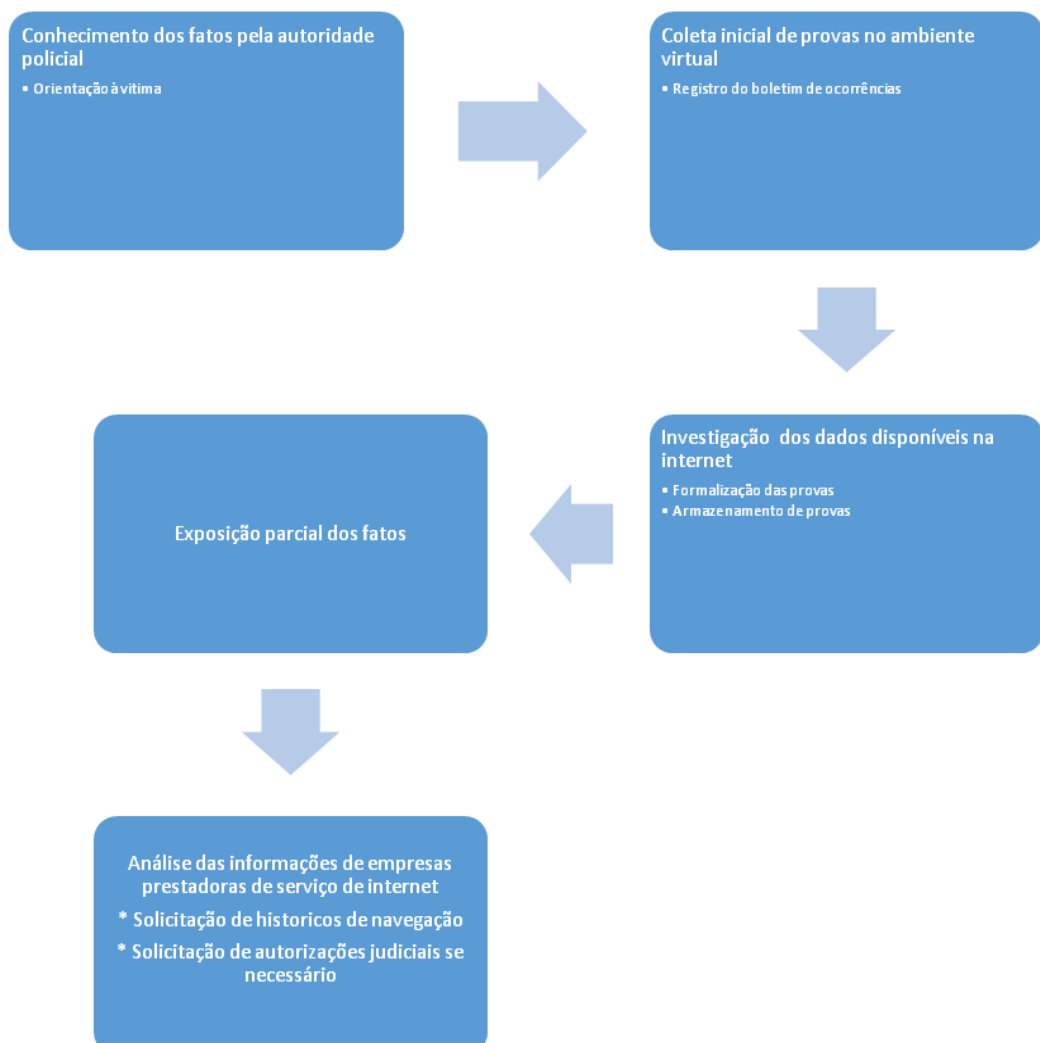 Conhecimento dos fatos pela autoridade
policial
• Orientação à vitima
Coleta inicial de provas no ambiente
virtual
• Registro do boletim de ocorrências
Investigação dos dados disponíveis na
internet
• Formalização das provas
• Armazenamento de provas
Exposição parcial dos fatos
Análise das informações de empresas
prestadoras de serviço de internet
* Solicitação de historicos de navegação
* Solicitação de autorizações judiciais se
necessário